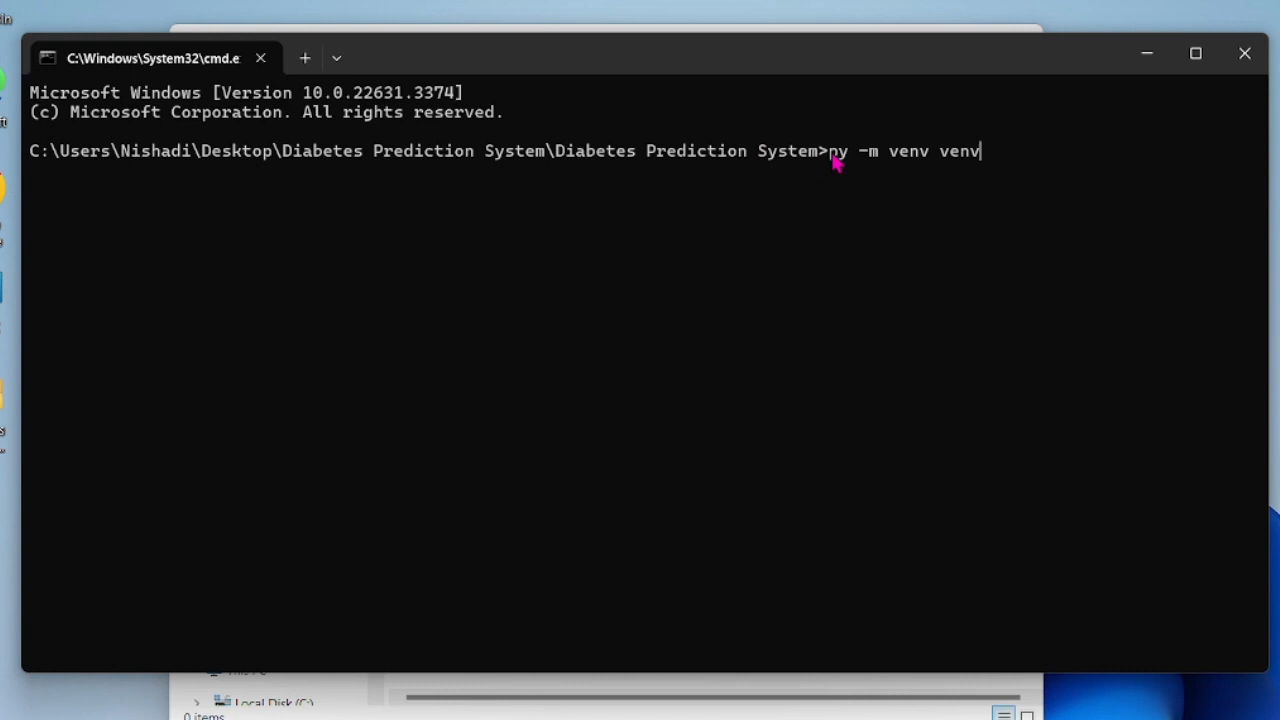 C:\Windows\System32\cmd.e
Microsoft Windows [Version 10.0.22631.3374]
(c) Microsoft Corporation. All rights reserved.
C:\Users\Nishadi\Desktop\Diabetes Prediction System\Diabetes Prediction System>py -m venv venv
Local Disk (C:)
0 items